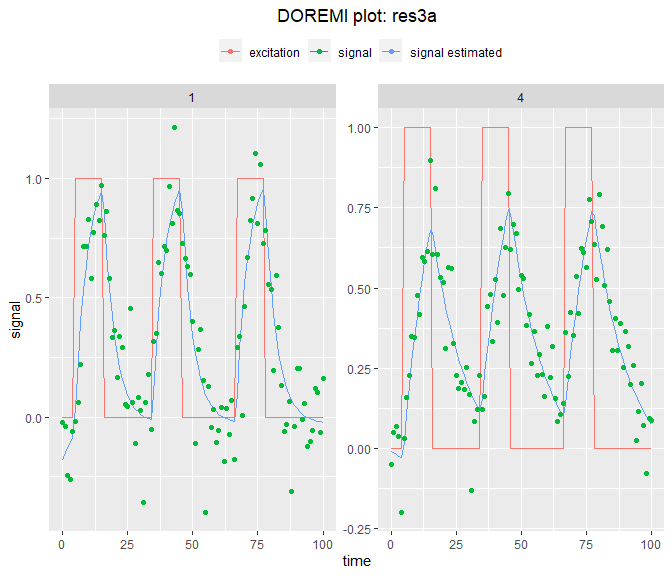 DOREMI plot: res3a
excitation signal signal estimated
1 4
signal
1.0
0.5
0.0
1.00
0.75
0.50
0.25
0.00
-0.25
0 25 50 75 100 0 25 50 75 100
time